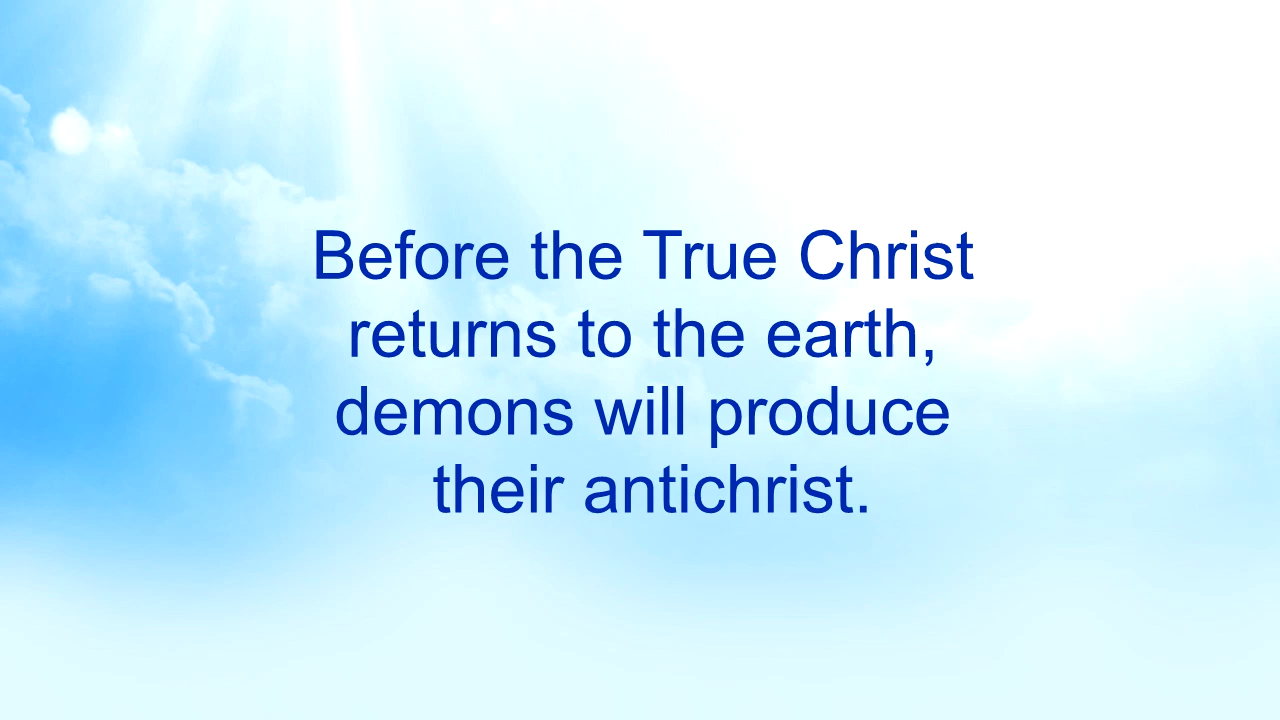 Before the True Christ
returns to the earth,
demons will produce
their antichrist.